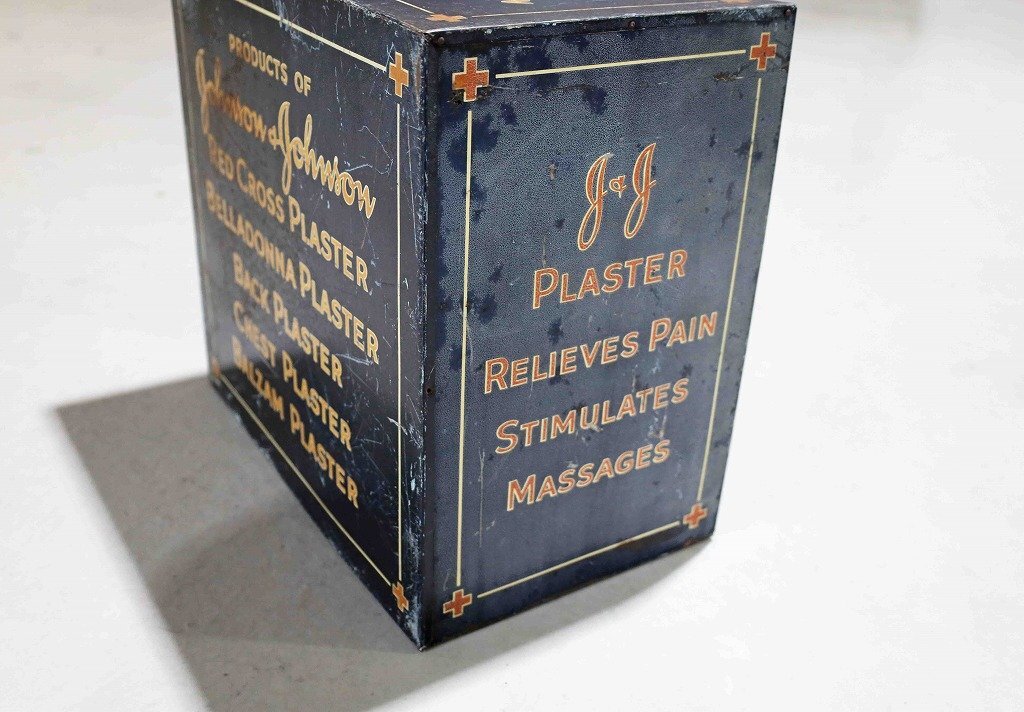 PRODUCTS OF
Johnson & Johnson
RED CROSS PLASTER
BELLADONNA PLASTER
BACK PLASTER
CHEST PLASTER
BALZAM PLASTER
J & J
PLASTER
RELIEVES PAIN
STIMULATES
MASSAGES